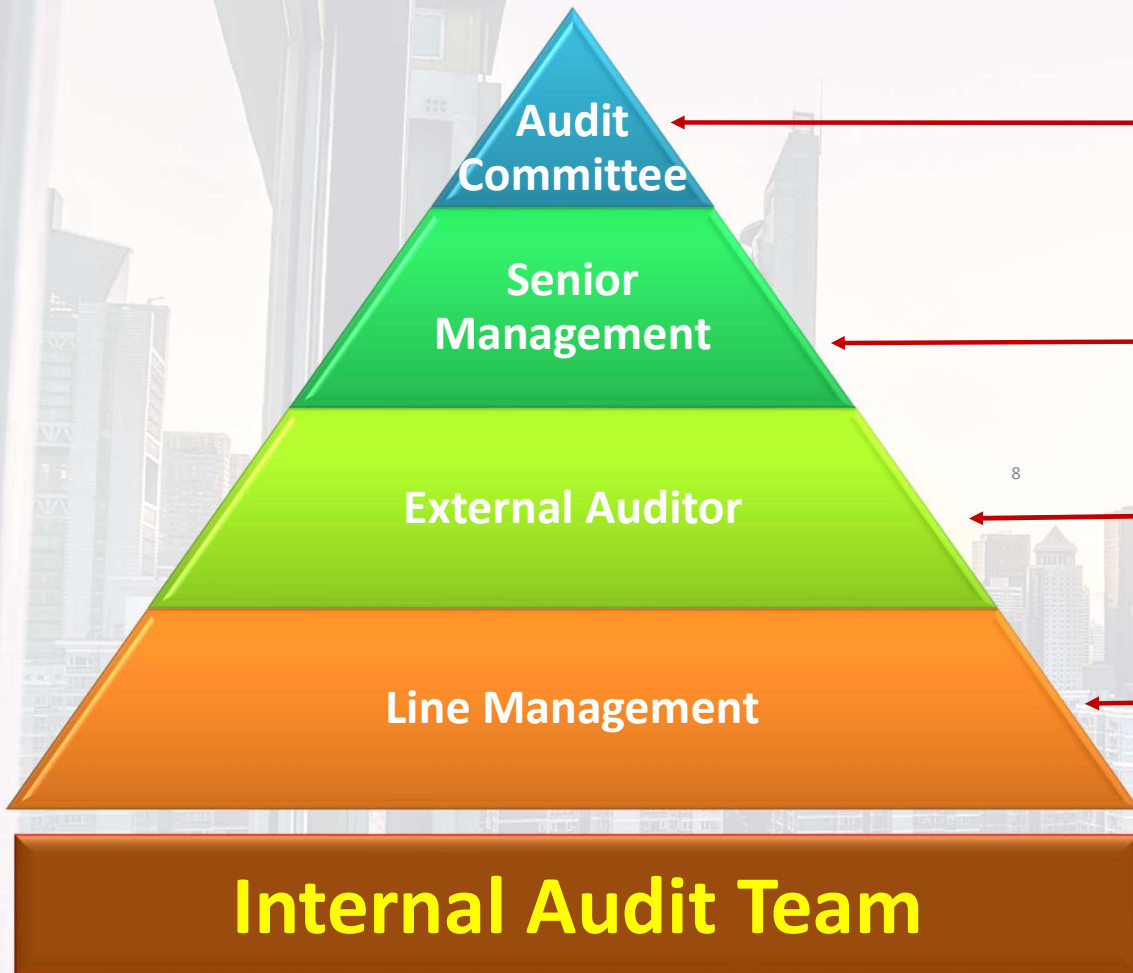 Audit
Committee
Senior
Management
8
External Auditor
Line Management
Internal Audit Team